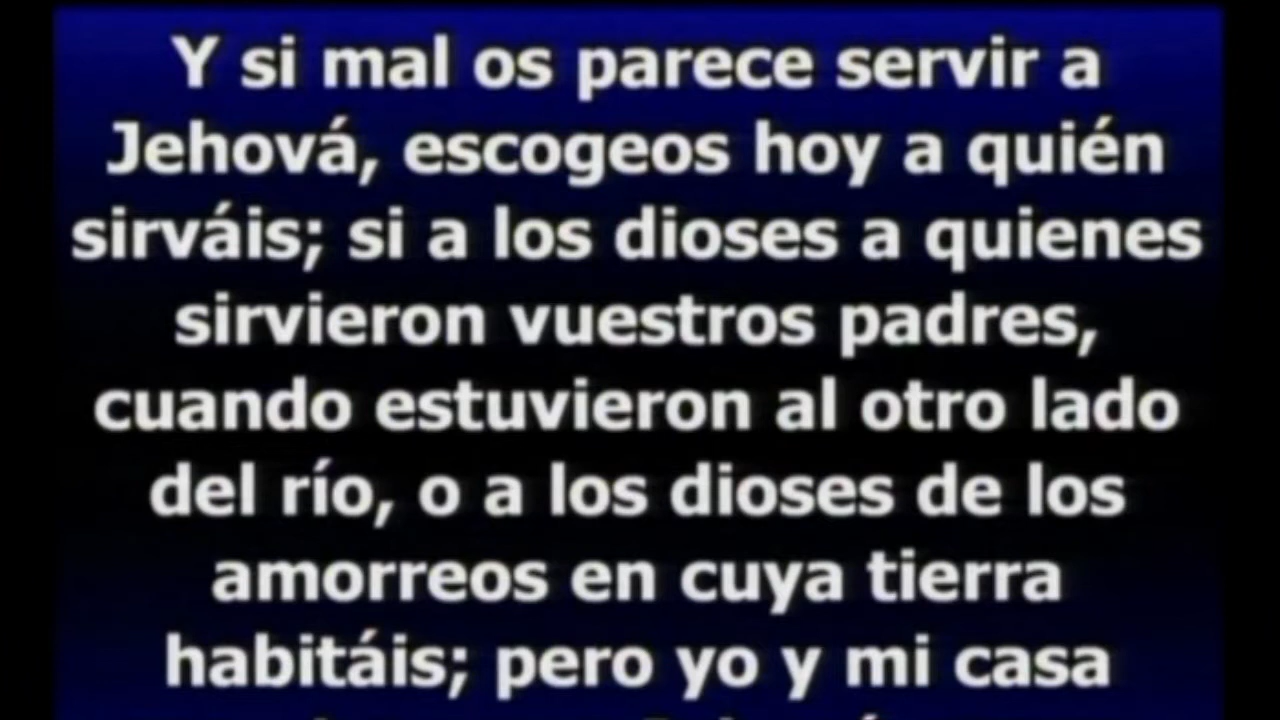 Y si mal os parece servir a
Jehová, escogeos hoy a quién
sirváis; si a los dioses a quienes
sirvieron vuestros padres,
cuando estuvieron al otro lado
del río, o a los dioses de los
amorreos en cuya tierra
habitáis; pero yo y mi casa